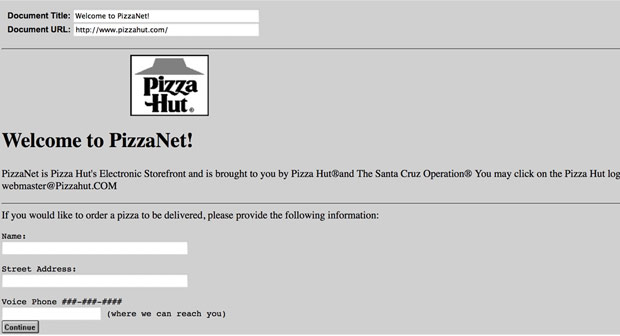 Document Title: Welcome to PizzaNet!
Document URL: http://www.pizzahut.com/
Pizza
Hut®
Welcome to PizzaNet!
PizzaNet is Pizza Hut's Electronic Storefront and is brought to you by Pizza Hut®and The Santa Cruz Operation® You may click on the Pizza Hut log
webmaster@Pizzahut.COM
If you would like to order a pizza to be delivered, please provide the following information:
Name:
Street Address:
Voice Phone ###-###-####
(where we can reach you)
Continue